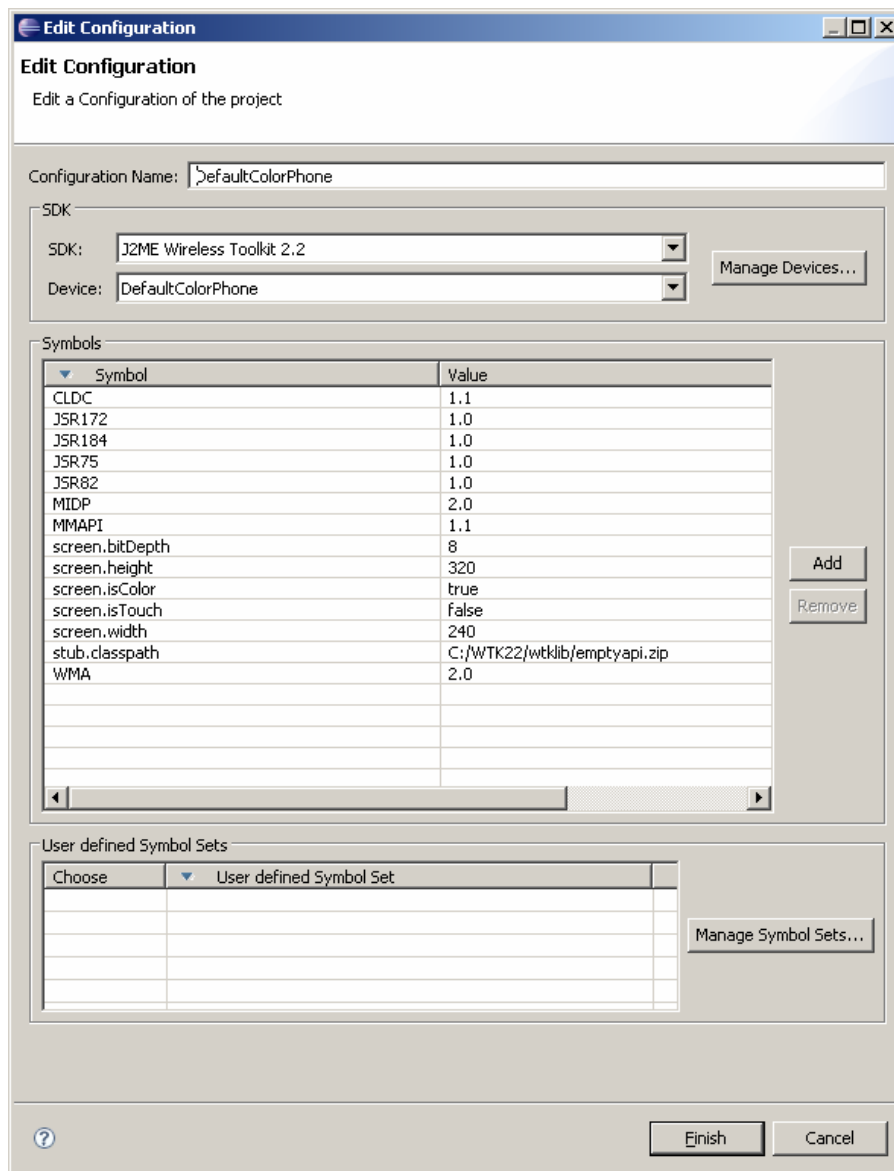 Edit Configuration
Edit Configuration
Edit a Configuration of the project
Configuration Name: DefaultColorPhone
SDK
SDK: J2ME Wireless Toolkit 2.2
Manage Devices...
Device: DefaultColorPhone
Symbols
Symbol Value
CLDC 1.1
JSR172 1.0
JSR184 1.0
JSR75 1.0
JSR82 1.0
MIDP 2.0
MMAPI 1.1
screen.bitDepth 8
screen.height 320
screen.isColor true
screen.isTouch false
screen.width 240
stub.classpath C:/WTK22/wtklib/emptyapi.zip
WMA 2.0
Add
Remove
User defined Symbol Sets
Choose User defined Symbol Set
Manage Symbol Sets...
Finish Cancel